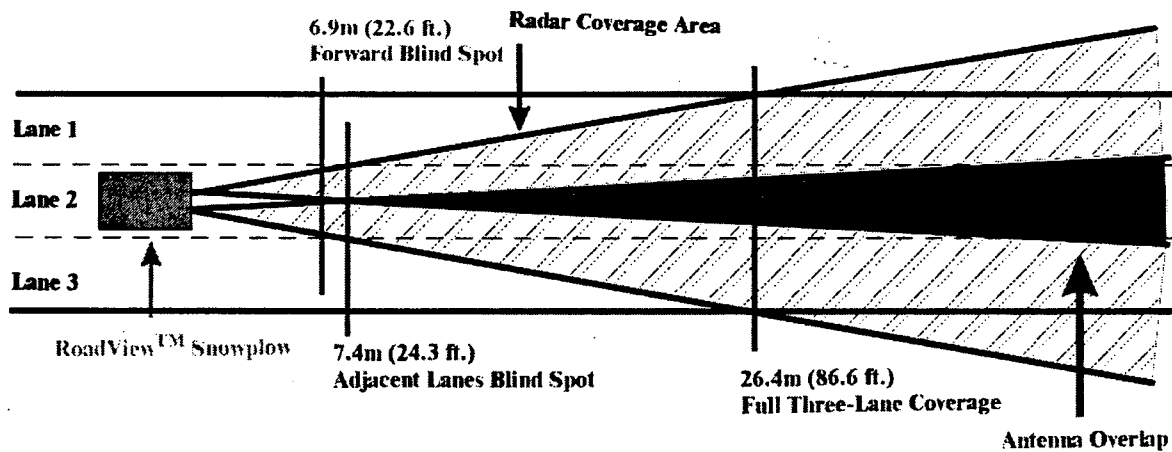 6.9m (22.6 ft.)
Forward Blind Spot
Radar Coverage Area
Lane 1
Lane 2
Lane 3
RoadView™ Snowplow
7.4m (24.3 ft.)
Adjacent Lanes Blind Spot
26.4m (86.6 ft.)
Full Three-Lane Coverage
Antenna Overlap